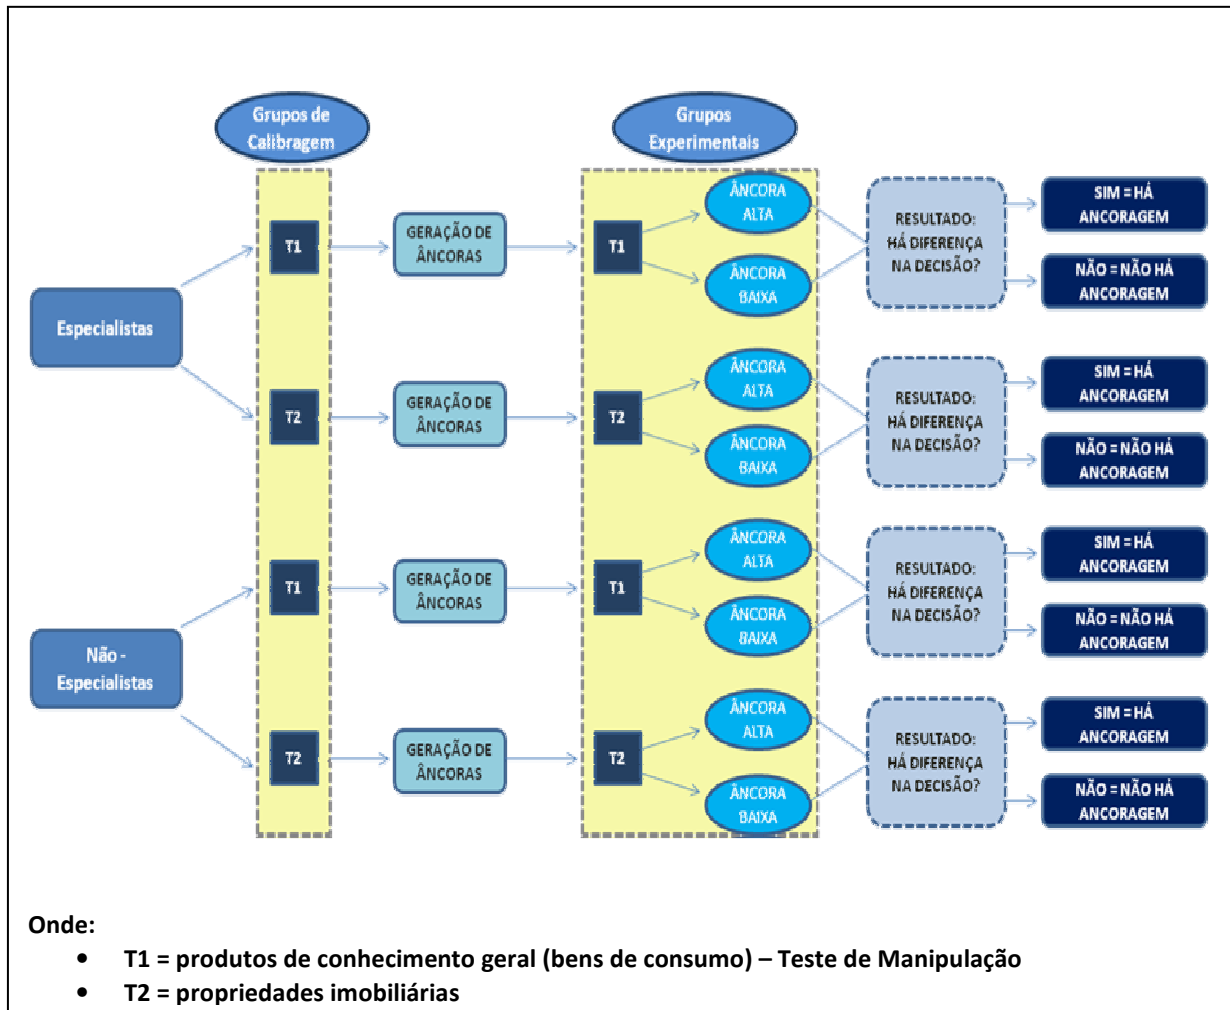 Grupos de
Calibragem
Grupos
Experimentais
Especialistas
T1
GERAÇÃO DE
ÂNCORAS
T1
ÂNCORA
ALTA
ÂNCORA
BAIXA
RESULTADO:
HÁ DIFERENÇA
NA DECISÃO?
SIM = HÁ
ANCORAGEM
NÃO = NÃO HÁ
ANCORAGEM
T2
GERAÇÃO DE
ÂNCORAS
T2
ÂNCORA
ALTA
ÂNCORA
BAIXA
RESULTADO:
HÁ DIFERENÇA
NA DECISÃO?
SIM = HÁ
ANCORAGEM
NÃO = NÃO HÁ
ANCORAGEM
Não -
Especialistas
T1
GERAÇÃO DE
ÂNCORAS
T1
ÂNCORA
ALTA
ÂNCORA
BAIXA
RESULTADO:
HÁ DIFERENÇA
NA DECISÃO?
SIM = HÁ
ANCORAGEM
NÃO = NÃO HÁ
ANCORAGEM
T2
GERAÇÃO DE
ÂNCORAS
T2
ÂNCORA
ALTA
ÂNCORA
BAIXA
RESULTADO:
HÁ DIFERENÇA
NA DECISÃO?
SIM = HÁ
ANCORAGEM
NÃO = NÃO HÁ
ANCORAGEM
Onde:
• T1 = produtos de conhecimento geral (bens de consumo) – Teste de Manipulação
• T2 = propriedades imobiliárias